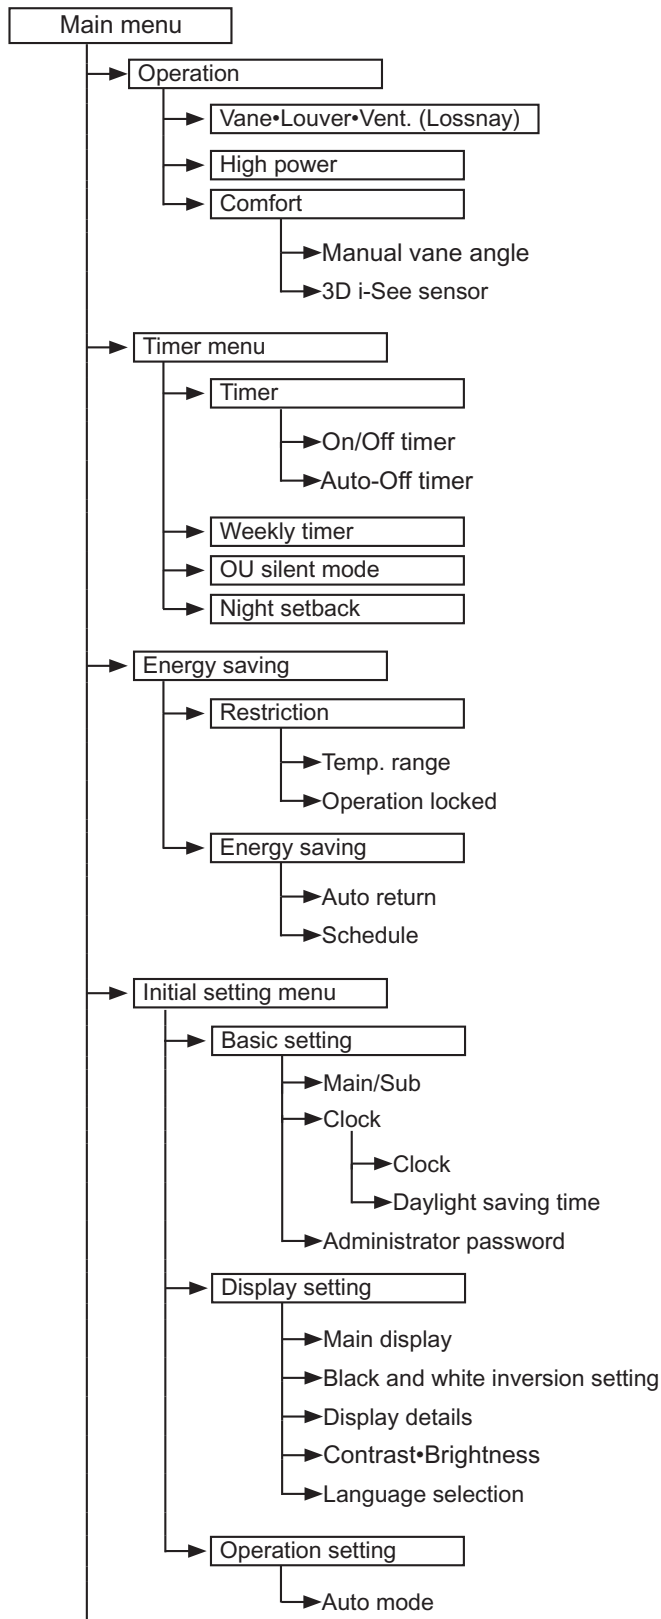 Main menu
Operation
Vane•Louver•Vent. (Lossnay)
High power
Comfort
Manual vane angle
3D i-See sensor
Timer menu
Timer
On/Off timer
Auto-Off timer
Weekly timer
OU silent mode
Night setback
Energy saving
Restriction
Temp. range
Operation locked
Energy saving
Auto return
Schedule
Initial setting menu
Basic setting
Main/Sub
Clock
Clock
Daylight saving time
Administrator password
Display setting
Main display
Black and white inversion setting
Display details
Contrast•Brightness
Language selection
Operation setting
Auto mode